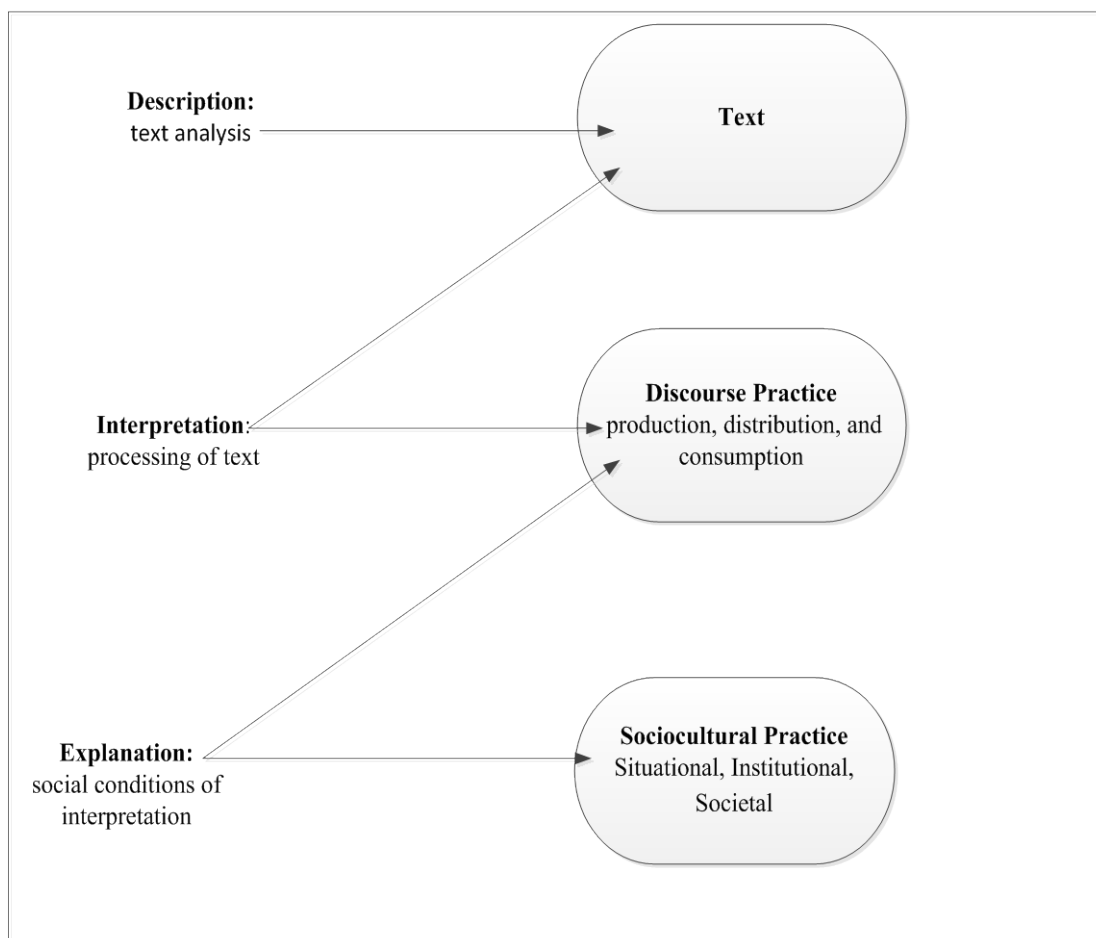 Description:
text analysis
Text
Interpretation:
processing of text
Discourse Practice
production, distribution, and
consumption
Explanation:
social conditions of
interpretation
Sociocultural Practice
Situational, Institutional,
Societal